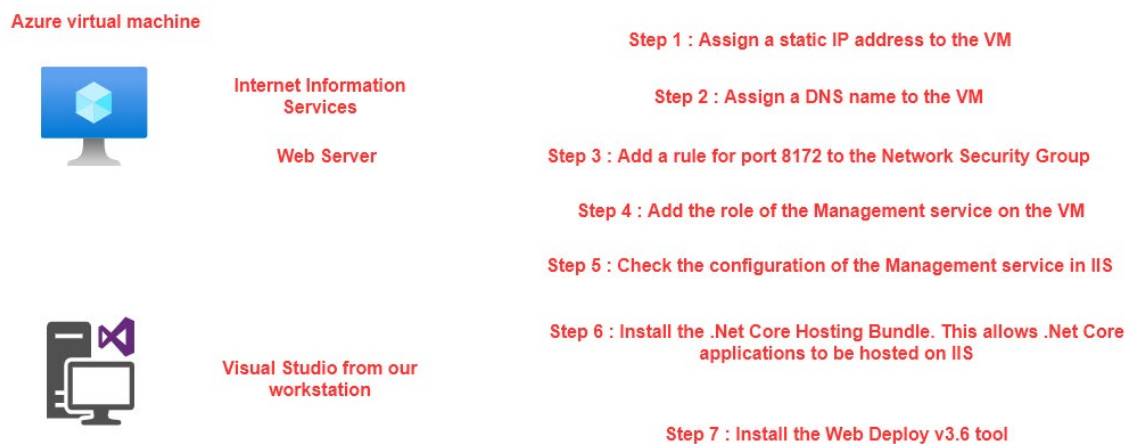 Azure virtual machine
Internet Information
Services
Web Server
Visual Studio from our
workstation
Step 1 : Assign a static IP address to the VM
Step 2 : Assign a DNS name to the VM
Step 3 : Add a rule for port 8172 to the Network Security Group
Step 4 : Add the role of the Management service on the VM
Step 5 : Check the configuration of the Management service in IIS
Step 6 : Install the .Net Core Hosting Bundle. This allows .Net Core
applications to be hosted on IIS
Step 7 : Install the Web Deploy v3.6 tool